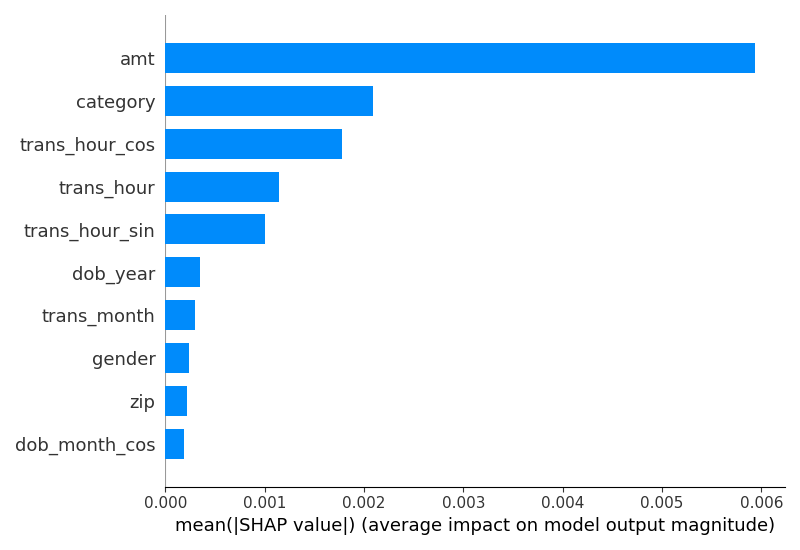 amt
category
trans_hour_cos
trans_hour
trans_hour_sin
dob_year
trans_month
gender
zip
dob_month_cos
0.000 0.001 0.002 0.003 0.004 0.005 0.006
mean(|SHAP value|) (average impact on model output magnitude)